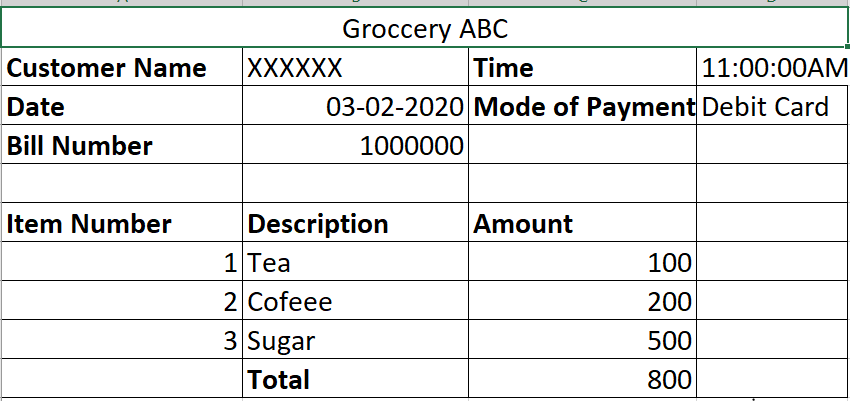 Groccery ABC
Customer Name XXXXXX Time 11:00:00AM
Date 03-02-2020 Mode of Payment Debit Card
Bill Number 1000000
Item Number Description Amount
1 Tea 100
2 Cofeee 200
3 Sugar 500
Total 800